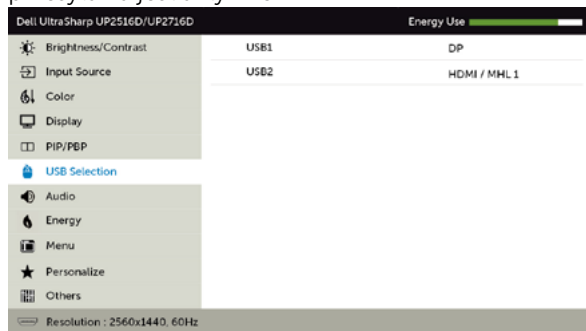 Dell UltraSharp UP2516D/UP2716D Energy Use
Brightness/Contrast USB1 DP
Input Source USB2 HDMI / MHL 1
Color
Display
PIP/PBP
USB Selection
Audio
Energy
Menu
Personalize
Others
Resolution : 2560x1440, 60Hz